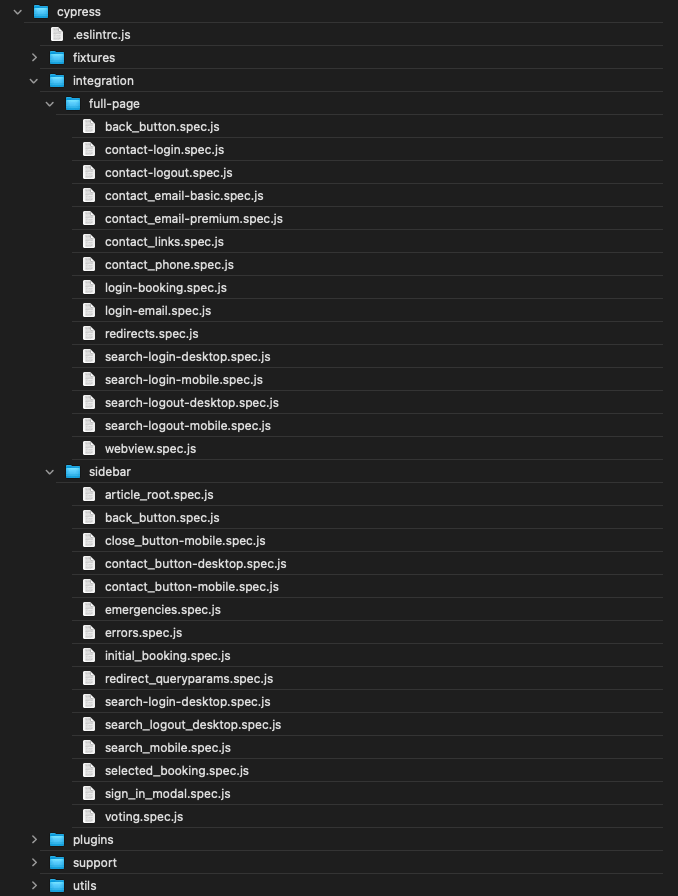 cypress
.eslintrc.js
fixtures
integration
full-page
back_button.spec.js
contact-login.spec.js
contact-logout.spec.js
contact_email-basic.spec.js
contact_email-premium.spec.js
contact_links.spec.js
contact_phone.spec.js
login-booking.spec.js
login-email.spec.js
redirects.spec.js
search-login-desktop.spec.js
search-login-mobile.spec.js
search-logout-desktop.spec.js
search-logout-mobile.spec.js
webview.spec.js
sidebar
article_root.spec.js
back_button.spec.js
close_button-mobile.spec.js
contact_button-desktop.spec.js
contact_button-mobile.spec.js
emergencies.spec.js
errors.spec.js
initial_booking.spec.js
redirect_queryparams.spec.js
search-login-desktop.spec.js
search_logout_desktop.spec.js
search_mobile.spec.js
selected_booking.spec.js
sign_in_modal.spec.js
voting.spec.js
plugins
support
utils